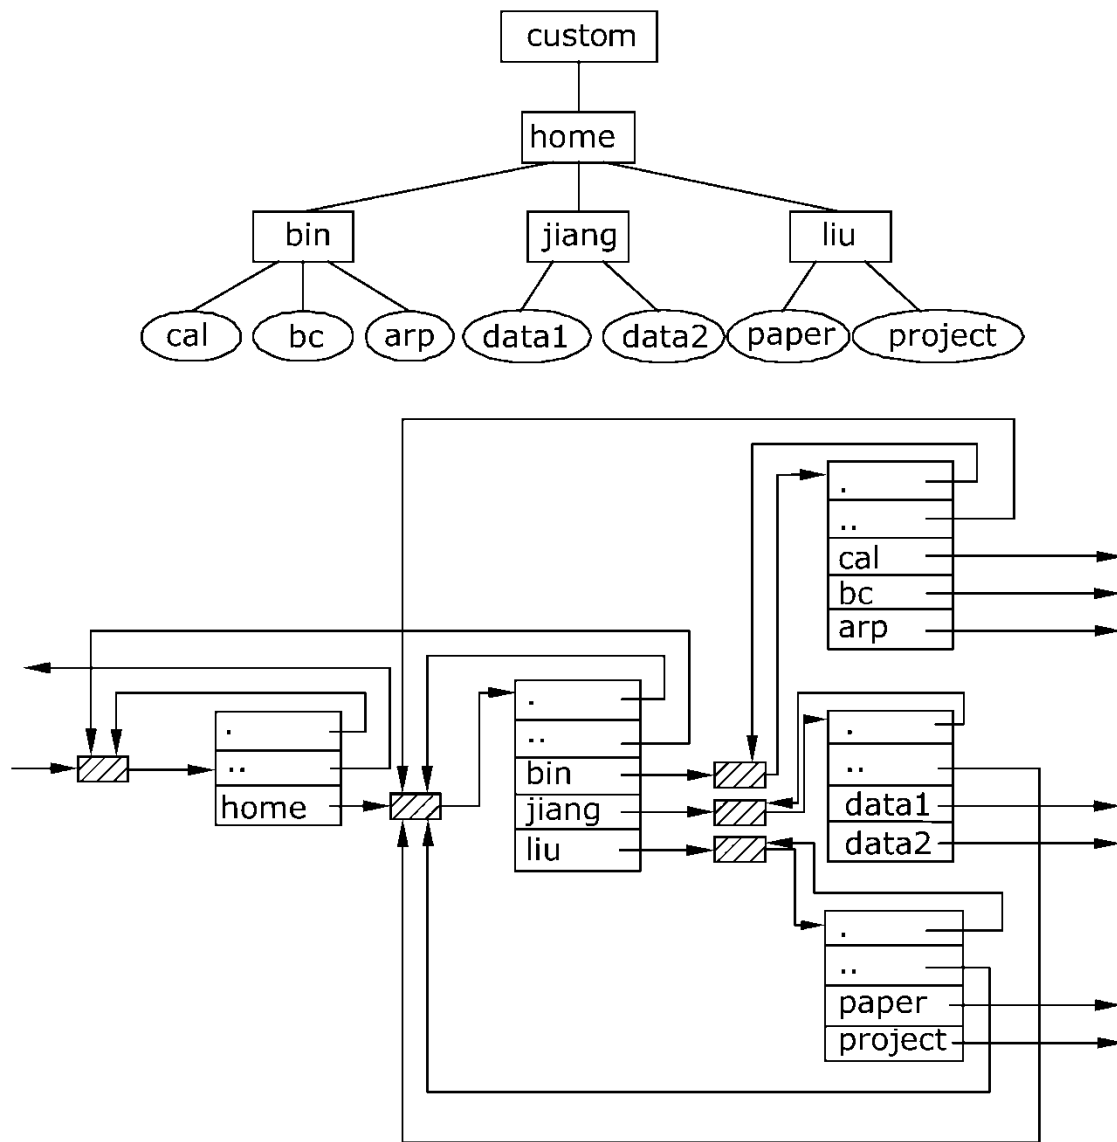 custom
home
bin jiang liu
cal bc arp data1 data2 paper project
.
..
cal
bc
arp
.
..
home
.
..
bin
jiang
liu
.
..
data1
data2
.
..
paper
project